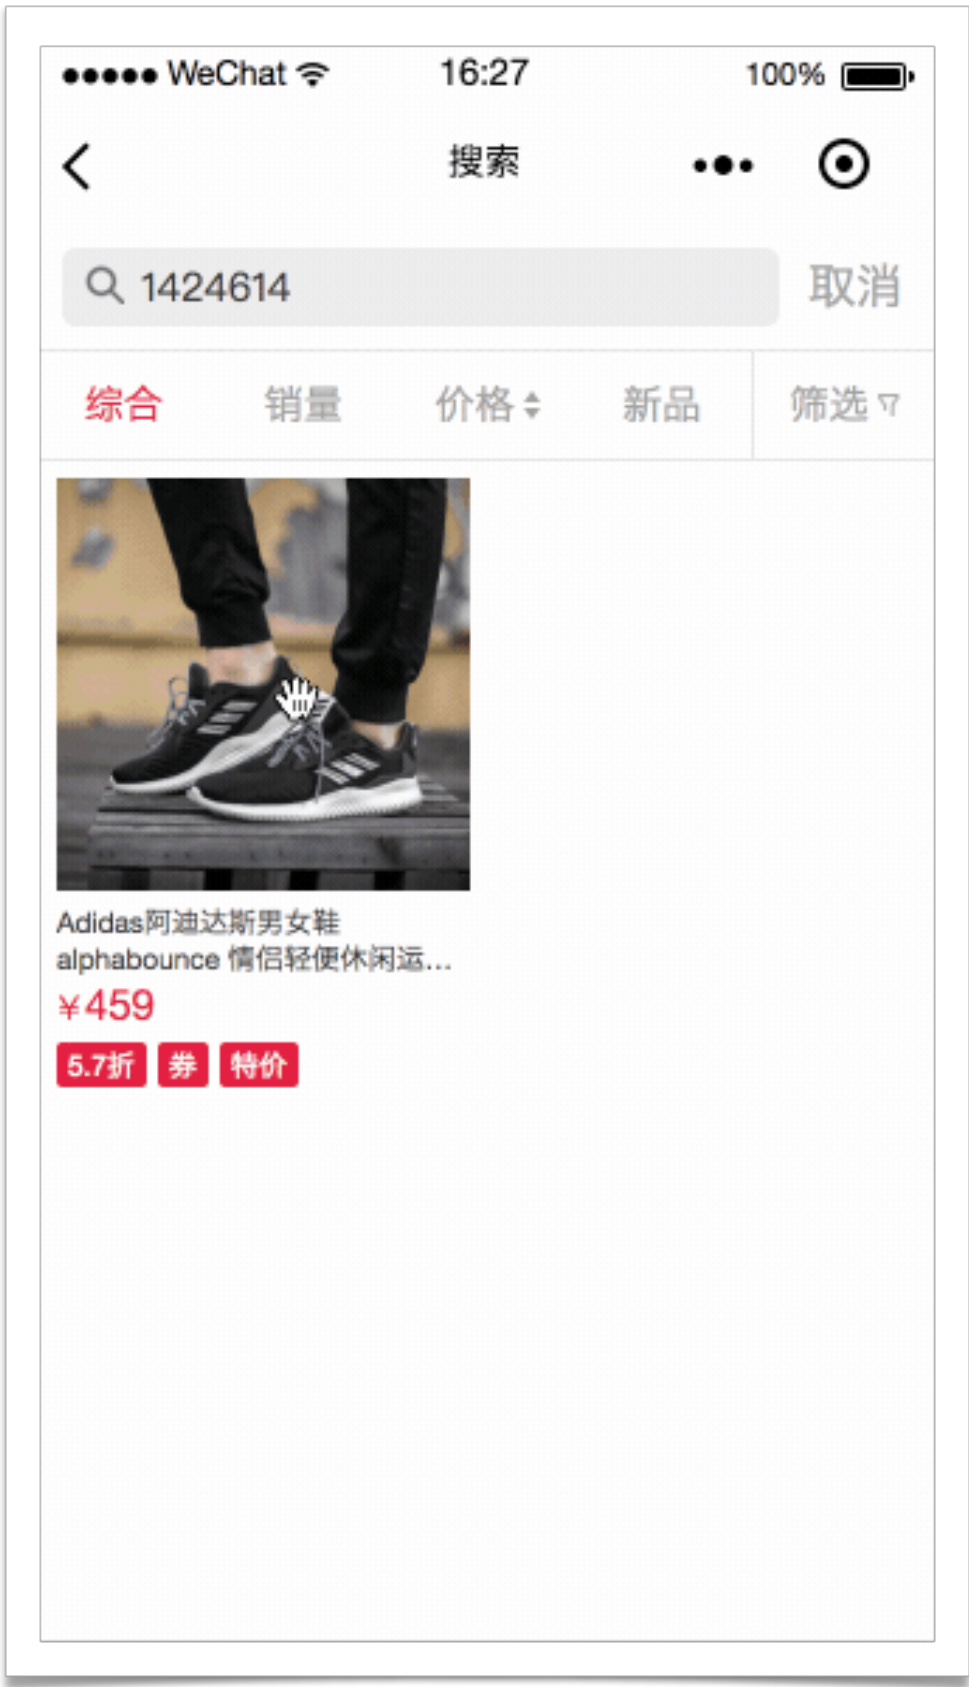 WeChat 16:27 100%
搜索
1424614 取消
综合 销量 价格 新品 筛选
Adidas阿迪达斯男女鞋
alphabounce 情侣轻便休闲运...
¥459
5.7折 券 特价